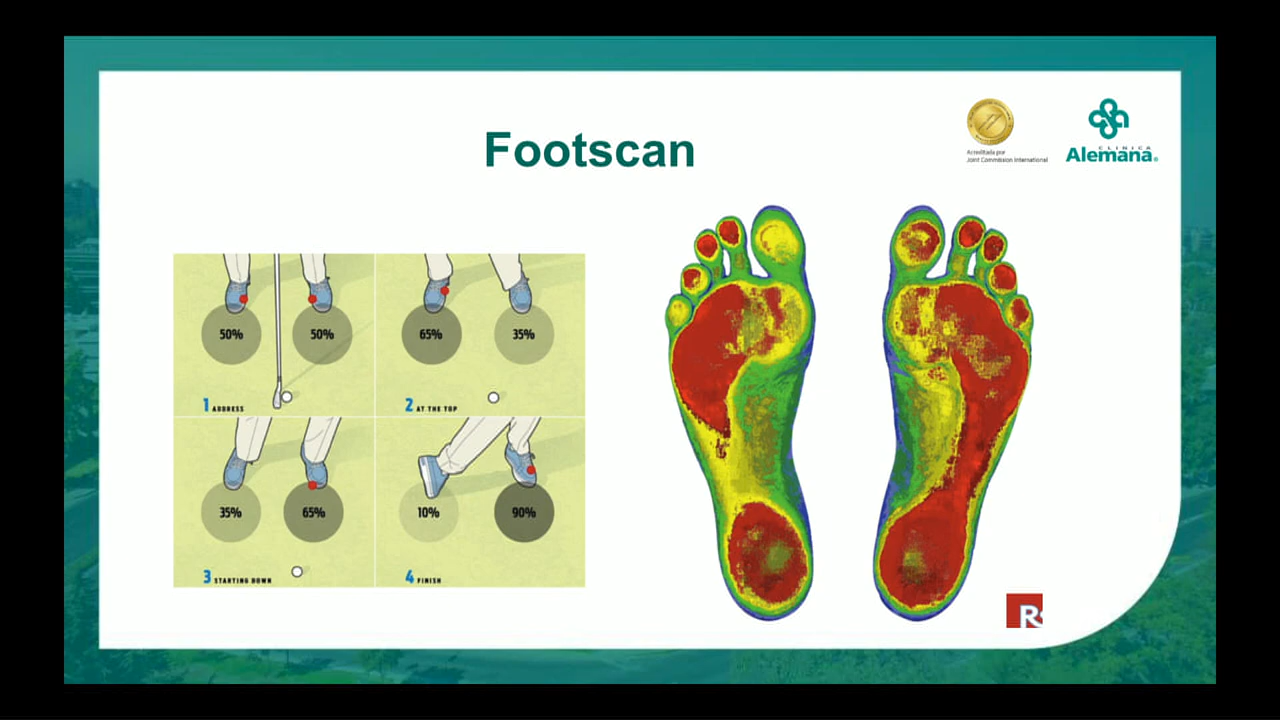 Footscan
Acreditada por
Joint Commission International
CLINICA
Alemana
50%
50%
1 ADDRESS
65%
35%
2 AT THE TOP
35%
65%
3 STARTING DOWN
10%
90%
4 FINISH